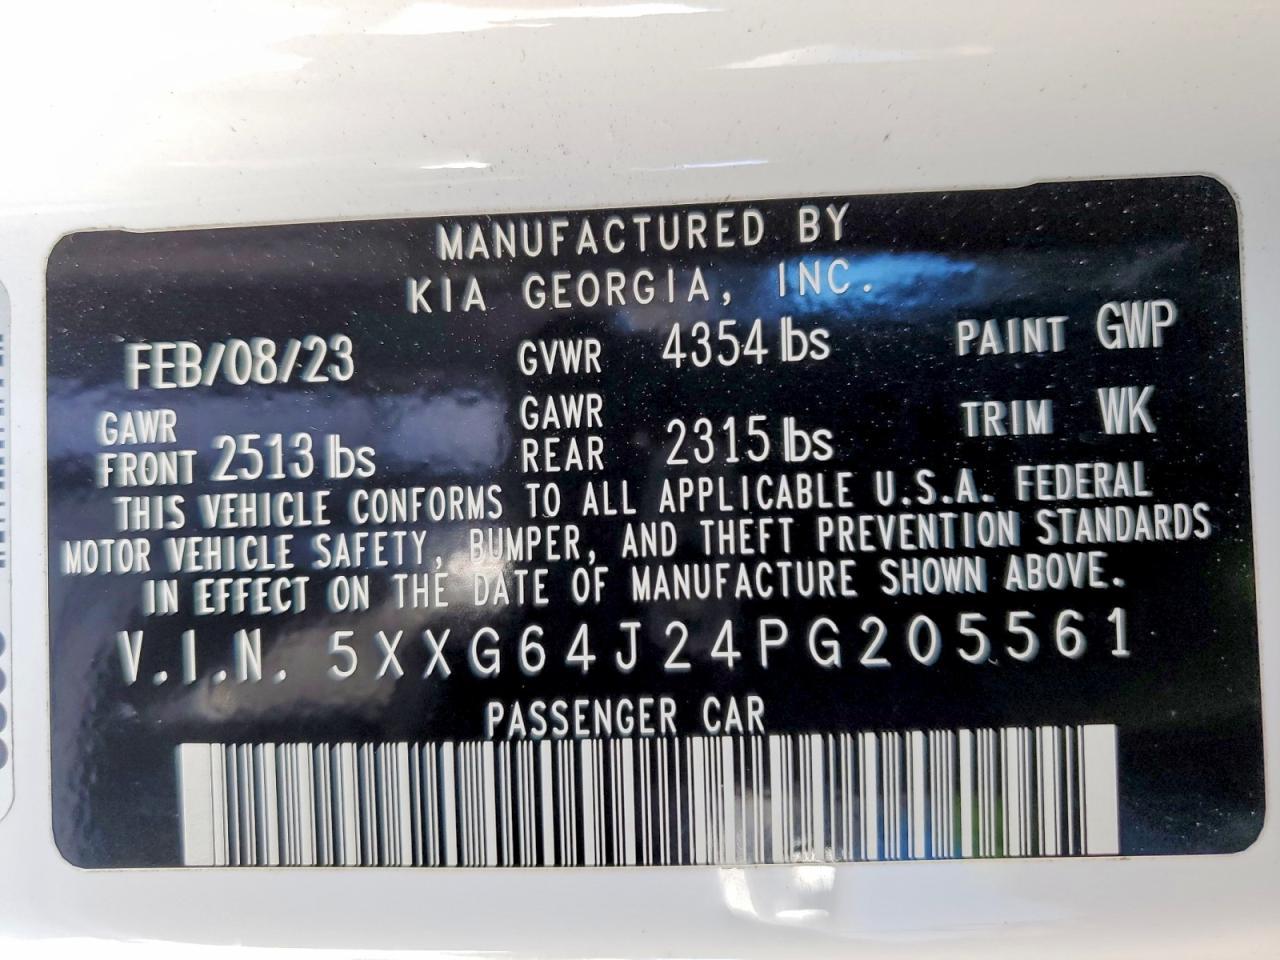 MANUFACTURED BY
KIA GEORGIA, INC.
FEB/08/23 GVWR 4354 lbs PAINT GWP
GAWR FRONT 2513 lbs GAWR REAR 2315 lbs TRIM WK
THIS VEHICLE CONFORMS TO ALL APPLICABLE U.S.A. FEDERAL
MOTOR VEHICLE SAFETY, BUMPER, AND THEFT PREVENTION STANDARDS
IN EFFECT ON THE DATE OF MANUFACTURE SHOWN ABOVE.
V.I.N. 5XXG64J24PG205561
PASSENGER CAR